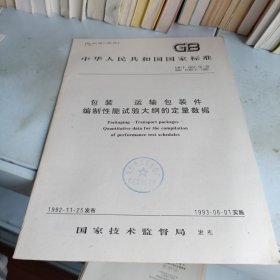 GB
中华人民共和国国家标准
包装 运输包装件
编制性能试验大纲的定量数据
Packaging—Transport packages
Quantitative data for the compilation
of performance test schedules
1992-11-25发布
1993-06-01实施
国家技术监督局 发布